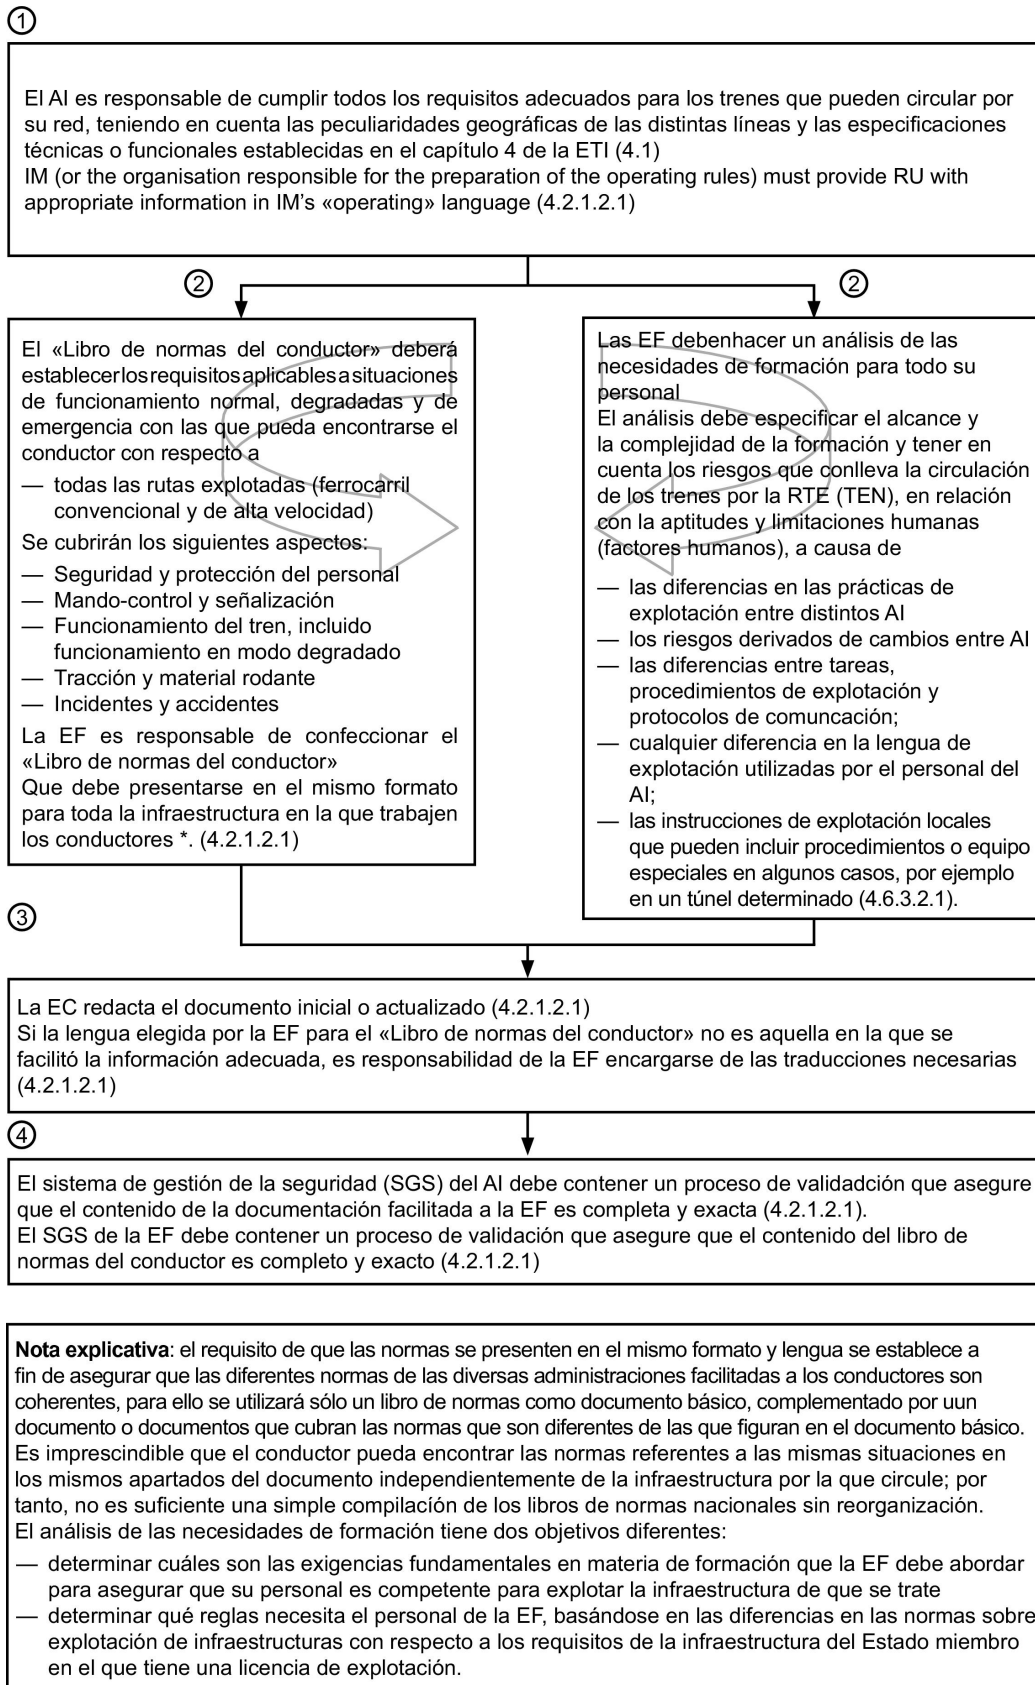 ①
El AI es responsable de cumplir todos los requisitos adecuados para los trenes que pueden circular por
su red, teniendo en cuenta las peculiaridades geográficas de las distintas líneas y las especificaciones
técnicas o funcionales establecidas en el capítulo 4 de la ETI (4.1)
IM (or the organisation responsible for the preparation of the operating rules) must provide RU with
appropriate information in IM’s «operating» language (4.2.1.2.1)
②
El «Libro de normas del conductor» deberá
establecerlosrequisitosaplicablesasituaciones
de funcionamiento normal, degradadas y de
emergencia con las que pueda encontrarse el
conductor con respecto a
— todas las rutas explotadas (ferrocarril
convencional y de alta velocidad)
Se cubrirán los siguientes aspectos:
— Seguridad y protección del personal
— Mando-control y señalización
— Funcionamiento del tren, incluido
funcionamiento en modo degradado
— Tracción y material rodante
— Incidentes y accidentes
La EF es responsable de confeccionar el
«Libro de normas del conductor»
Que debe presentarse en el mismo formato
para toda la infraestructura en la que trabajen
los conductores *. (4.2.1.2.1)
②
Las EF debenhacer un análisis de las
necesidades de formación para todo su
personal
El análisis debe especificar el alcance y
la complejidad de la formación y tener en
cuenta los riesgos que conlleva la circulación
de los trenes por la RTE (TEN), en relación
con la aptitudes y limitaciones humanas
(factores humanos), a causa de
— las diferencias en las prácticas de
explotación entre distintos AI
— los riesgos derivados de cambios entre AI
— las diferencias entre tareas,
procedimientos de explotación y
protocolos de comuncación;
— cualquier diferencia en la lengua de
explotación utilizadas por el personal del
AI;
— las instrucciones de explotación locales
que pueden incluir procedimientos o equipo
especiales en algunos casos, por ejemplo
en un túnel determinado (4.6.3.2.1).
③
La EC redacta el documento inicial o actualizado (4.2.1.2.1)
Si la lengua elegida por la EF para el «Libro de normas del conductor» no es aquella en la que se
facilitó la información adecuada, es responsabilidad de la EF encargarse de las traducciones necesarias
(4.2.1.2.1)
④
El sistema de gestión de la seguridad (SGS) del AI debe contener un proceso de validadción que asegure
que el contenido de la documentación facilitada a la EF es completa y exacta (4.2.1.2.1).
El SGS de la EF debe contener un proceso de validación que asegure que el contenido del libro de
normas del conductor es completo y exacto (4.2.1.2.1)
Nota explicativa: el requisito de que las normas se presenten en el mismo formato y lengua se establece a
fin de asegurar que las diferentes normas de las diversas administraciones facilitadas a los conductores son
coherentes, para ello se utilizará sólo un libro de normas como documento básico, complementado por uun
documento o documentos que cubran las normas que son diferentes de las que figuran en el documento básico.
Es imprescindible que el conductor pueda encontrar las normas referentes a las mismas situaciones en
los mismos apartados del documento independientemente de la infraestructura por la que circule; por
tanto, no es suficiente una simple compilacíón de los libros de normas nacionales sin reorganización.
El análisis de las necesidades de formación tiene dos objetivos diferentes:
— determinar cuáles son las exigencias fundamentales en materia de formación que la EF debe abordar
para asegurar que su personal es competente para explotar la infraestructura de que se trate
— determinar qué reglas necesita el personal de la EF, basándose en las diferencias en las normas sobre
explotación de infraestructuras con respecto a los requisitos de la infraestructura del Estado miembro
en el que tiene una licencia de explotación.